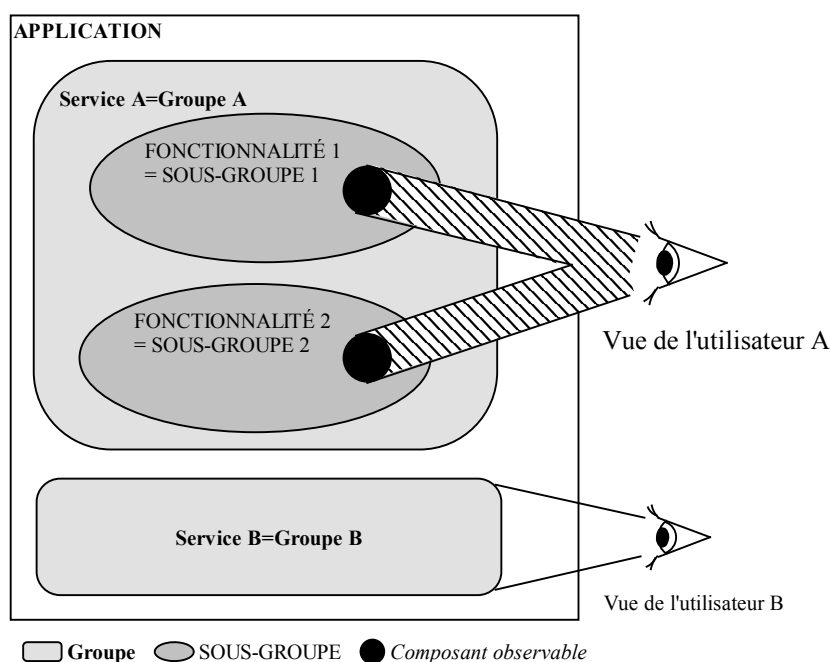 APPLICATION
Service A=Groupe A
FONCTIONNALITÉ 1
= SOUS-GROUPE 1
FONCTIONNALITÉ 2
= SOUS-GROUPE 2
Vue de l'utilisateur A
Service B=Groupe B
Vue de l'utilisateur B
Groupe SOUS-GROUPE Composant observable